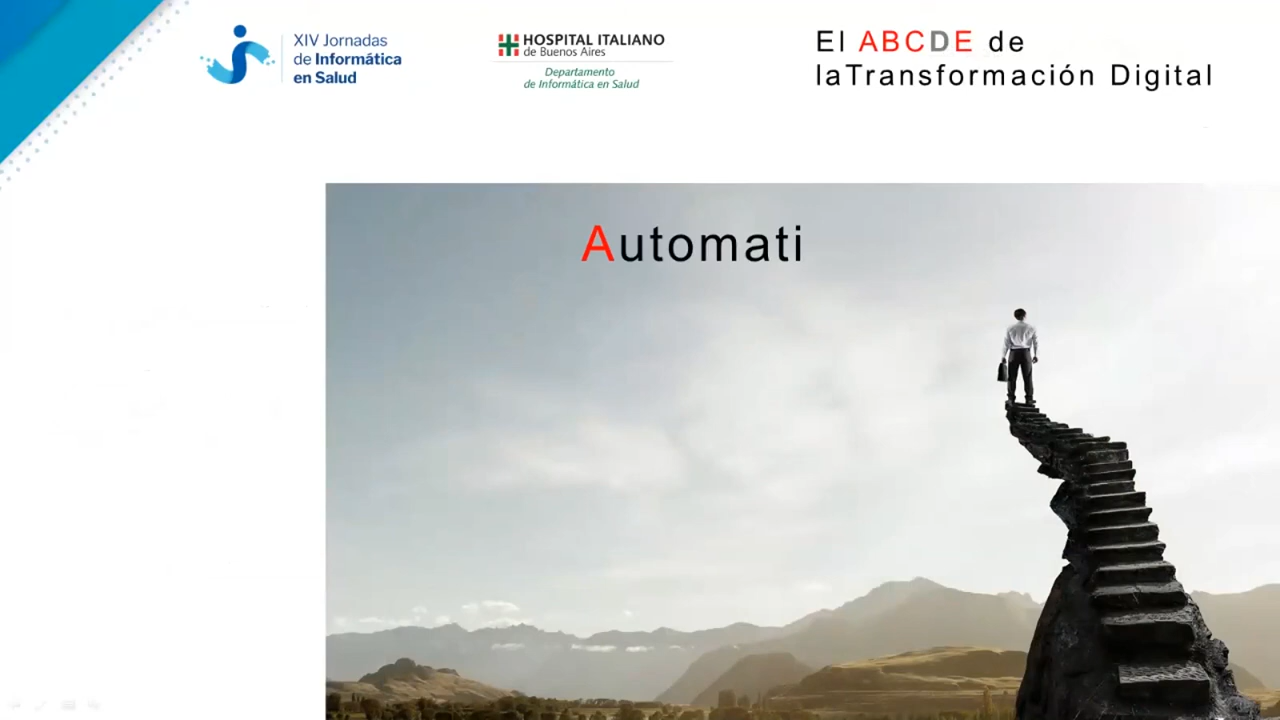 XIV Jornadas
de Informática
en Salud
HOSPITAL ITALIANO
de Buenos Aires
Departamento
de Informática en Salud
El ABCDE de
laTransformación Digital
Automati